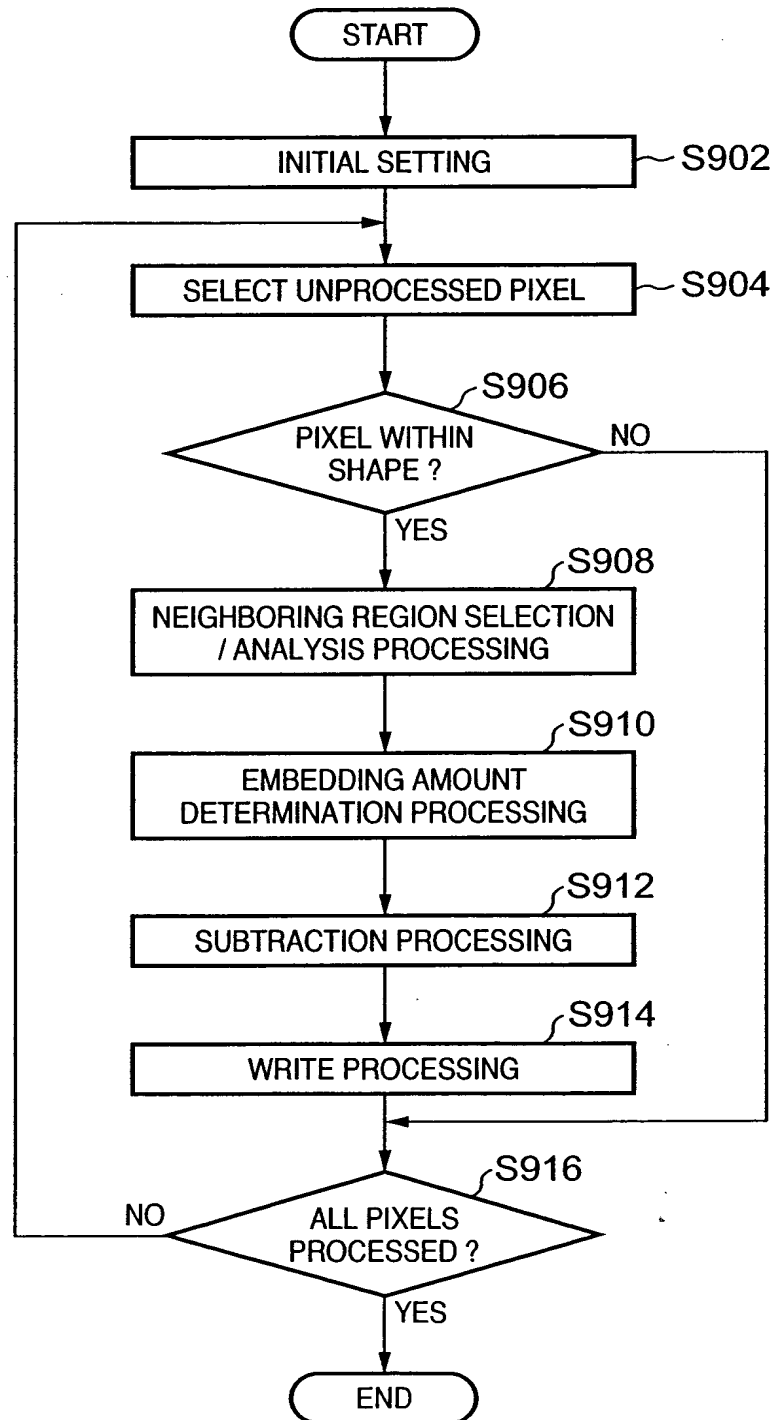 START
INITIAL SETTING
S902
SELECT UNPROCESSED PIXEL
S904
S906
PIXEL WITHIN
SHAPE ?
NO
YES
S908
NEIGHBORING REGION SELECTION
/ ANALYSIS PROCESSING
S910
EMBEDDING AMOUNT
DETERMINATION PROCESSING
S912
SUBTRACTION PROCESSING
S914
WRITE PROCESSING
S916
NO
ALL PIXELS
PROCESSED ?
YES
END